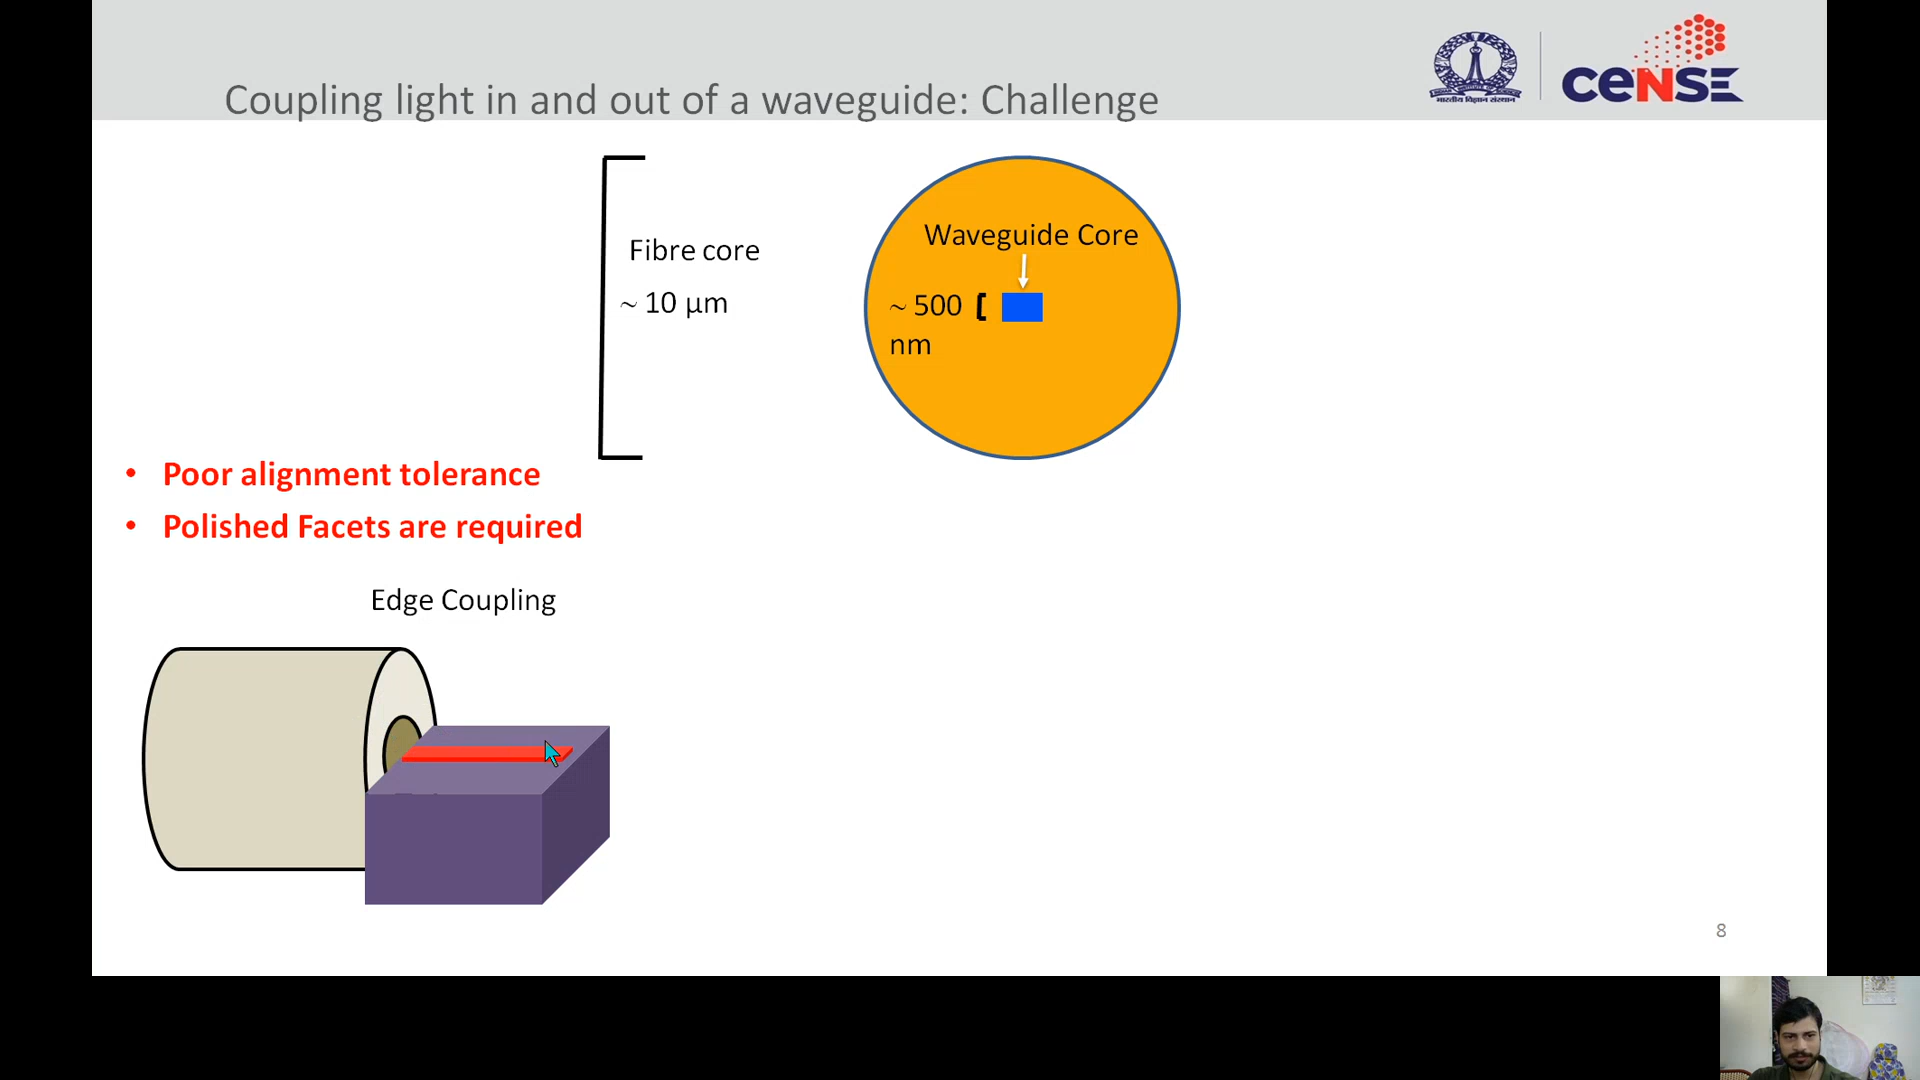 Coupling light in and out of a waveguide: Challenge
भारतीय विज्ञान संस्थान
CeNSE
Fibre core
~ 10 µm
Waveguide Core
~ 500
nm
• Poor alignment tolerance
• Polished Facets are required
Edge Coupling
8